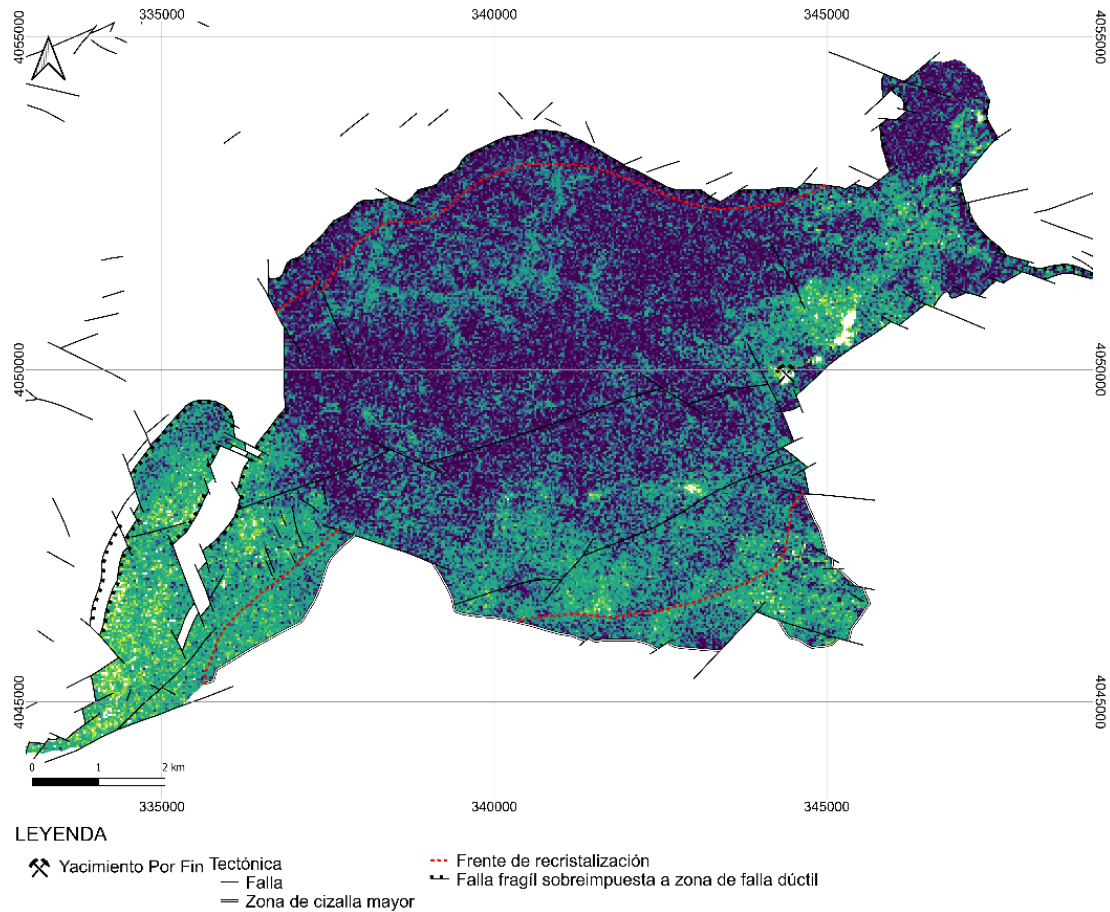 335000 340000 345000
4055000 4055000
4050000 4050000
4045000 4045000
0 1 2 km
335000 340000 345000
LEYENDA
Yacimiento Por Fin
Tectónica
Falla
Zona de cizalla mayor
Frente de recristalización
Falla fragíl sobreimpuesta a zona de falla dúctil